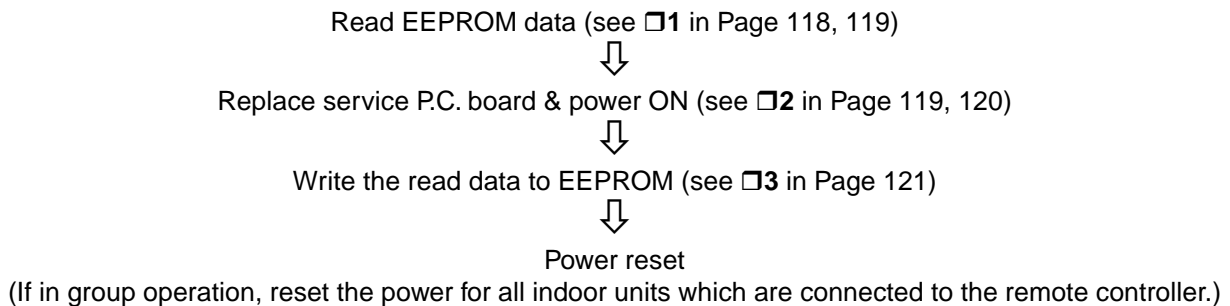 Read EEPROM data (see ❒1 in Page 118, 119)
⇩
Replace service P.C. board & power ON (see ❒2 in Page 119, 120)
⇩
Write the read data to EEPROM (see ❒3 in Page 121)
⇩
Power reset
(If in group operation, reset the power for all indoor units which are connected to the remote controller.)